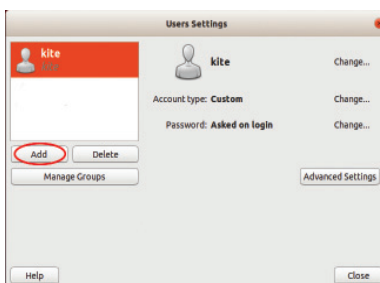 Users Settings
kite
kite
Change...
Account type: Custom
Change...
Password: Asked on login
Change...
Add
Delete
Manage Groups
Advanced Settings
Help
Close